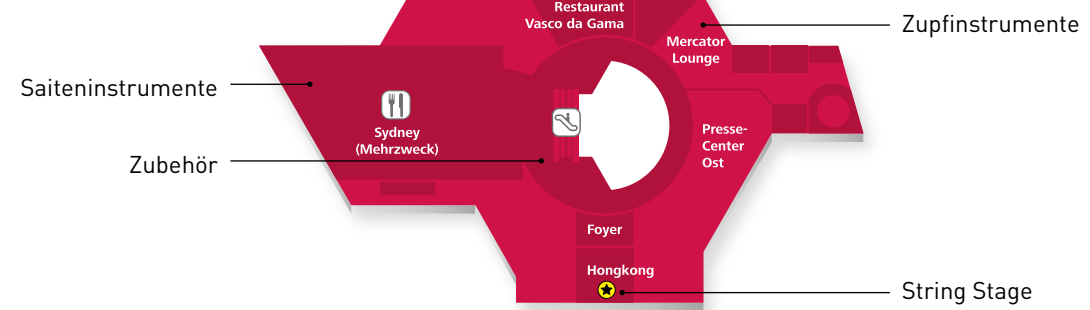 Restaurant
Vasco da Gama
Zupfinstrumente
Mercator
Lounge
Saiteninstrumente
Sydney
(Mehrzweck)
Presse-
Center
Ost
Zubehör
Foyer
Hongkong
String Stage